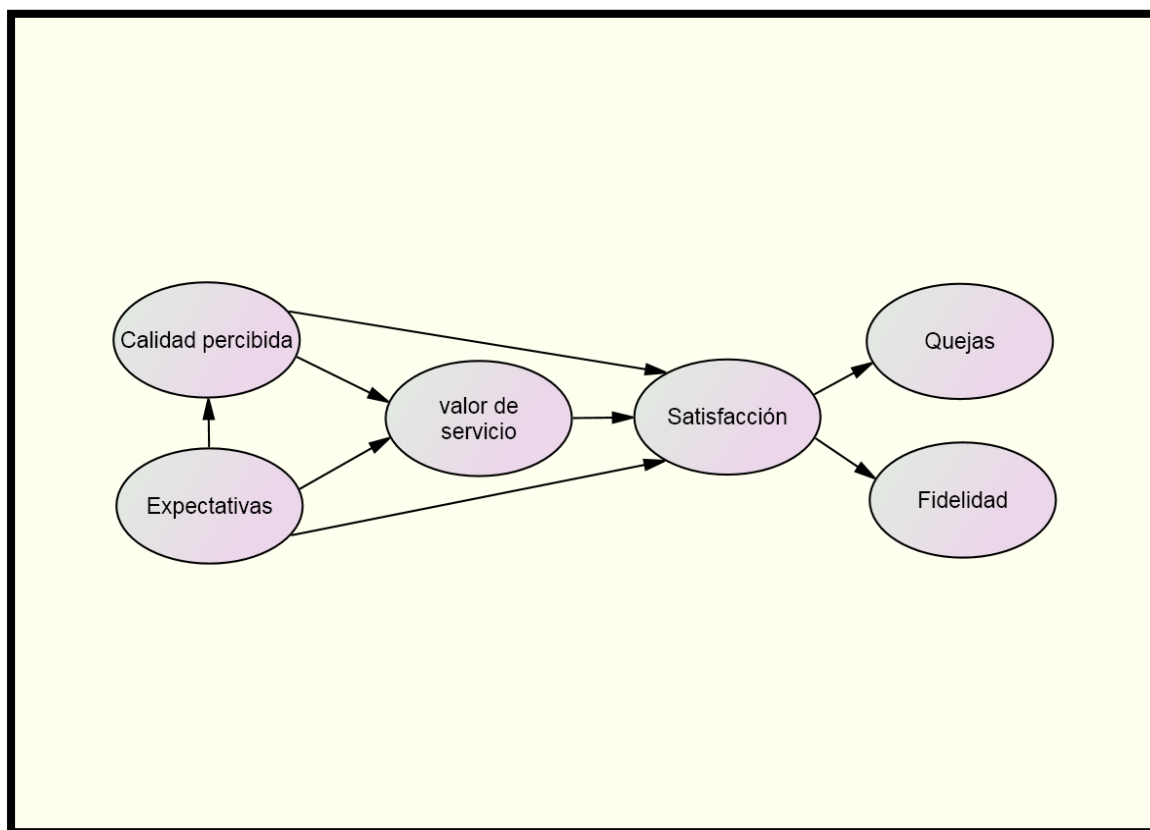 Calidad percibida
Quejas
valor de
servicio
Satisfacción
Expectativas
Fidelidad